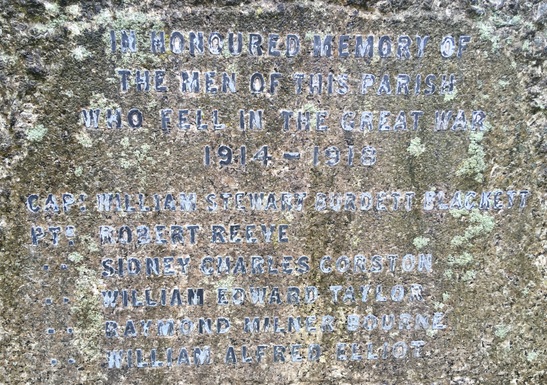 IN HONOURED MEMORY OF
THE MEN OF THIS PARISH
WHO FELL IN THE GREAT WAR
1914 – 1918
CAPT WILLIAM STEWART BURDETT BLACKETT
PTE ROBERT REEVE
" SIDNEY CHARLES CORSTON
" WILLIAM EDWARD TAYLOR
" RAYMOND MILNER BOURNE
" WILLIAM ALFRED ELLIOT